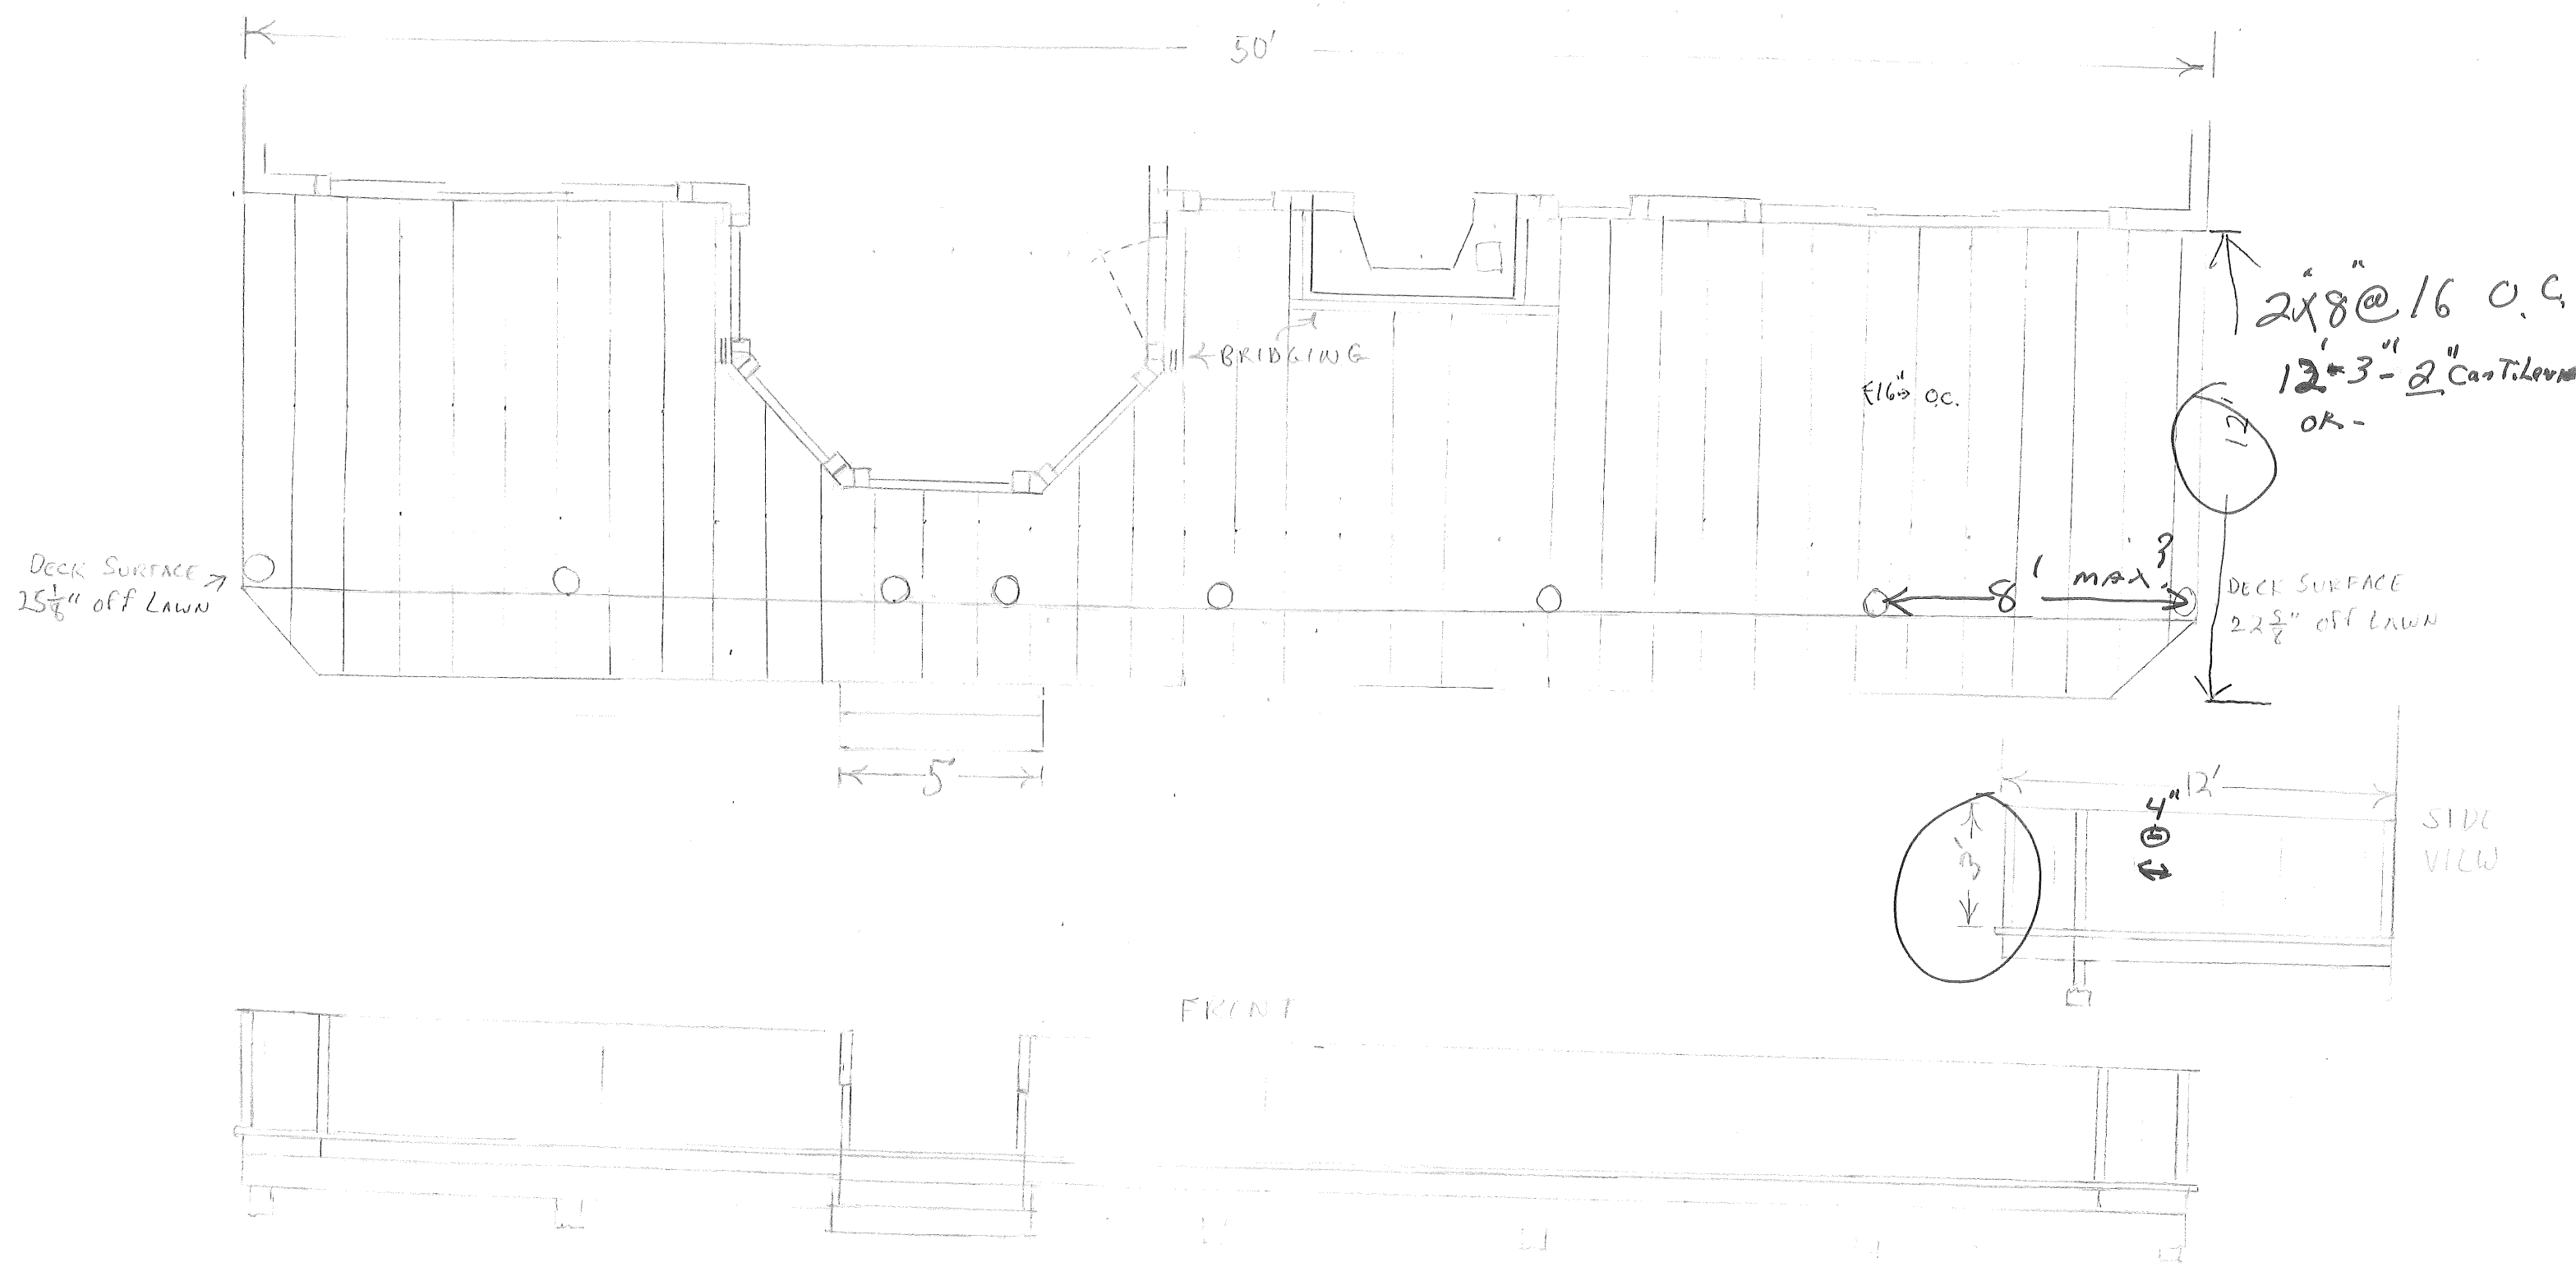 50'
2"x8"@16 O.C.
12'-3"-2" Cantilever
OK-
←BRIDGING
←16"→ O.C.
12'
DECK SURFACE
25 1/8" off LAWN
8' MAX?
DECK SURFACE
22 5/8" off LAWN
5'
12'
4"
3'
SIDE
VIEW
FRONT